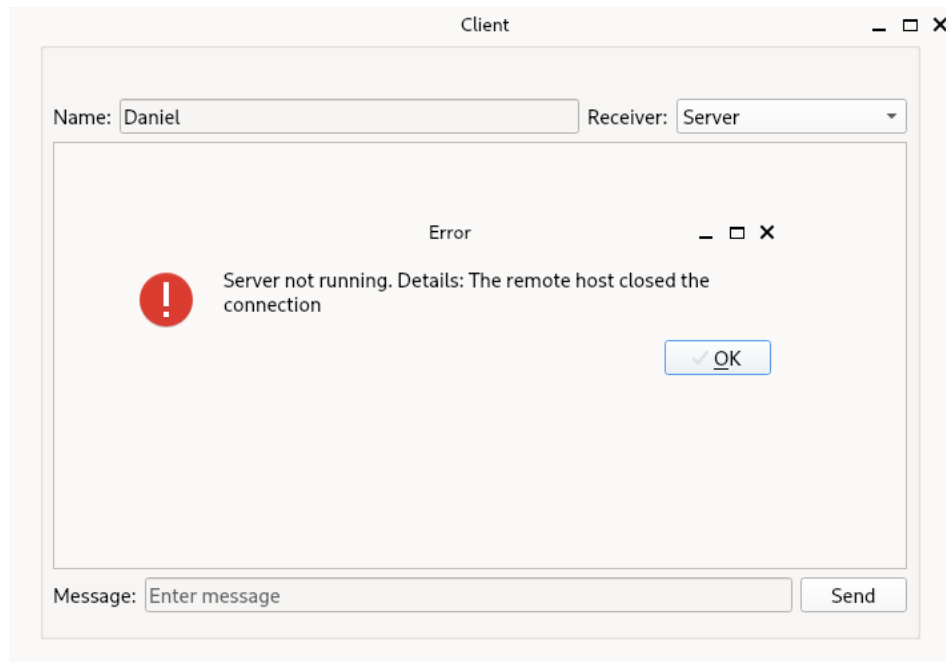 Client
Name: Daniel Receiver: Server
Error
Server not running. Details: The remote host closed the
connection
OK
Message: Enter message Send